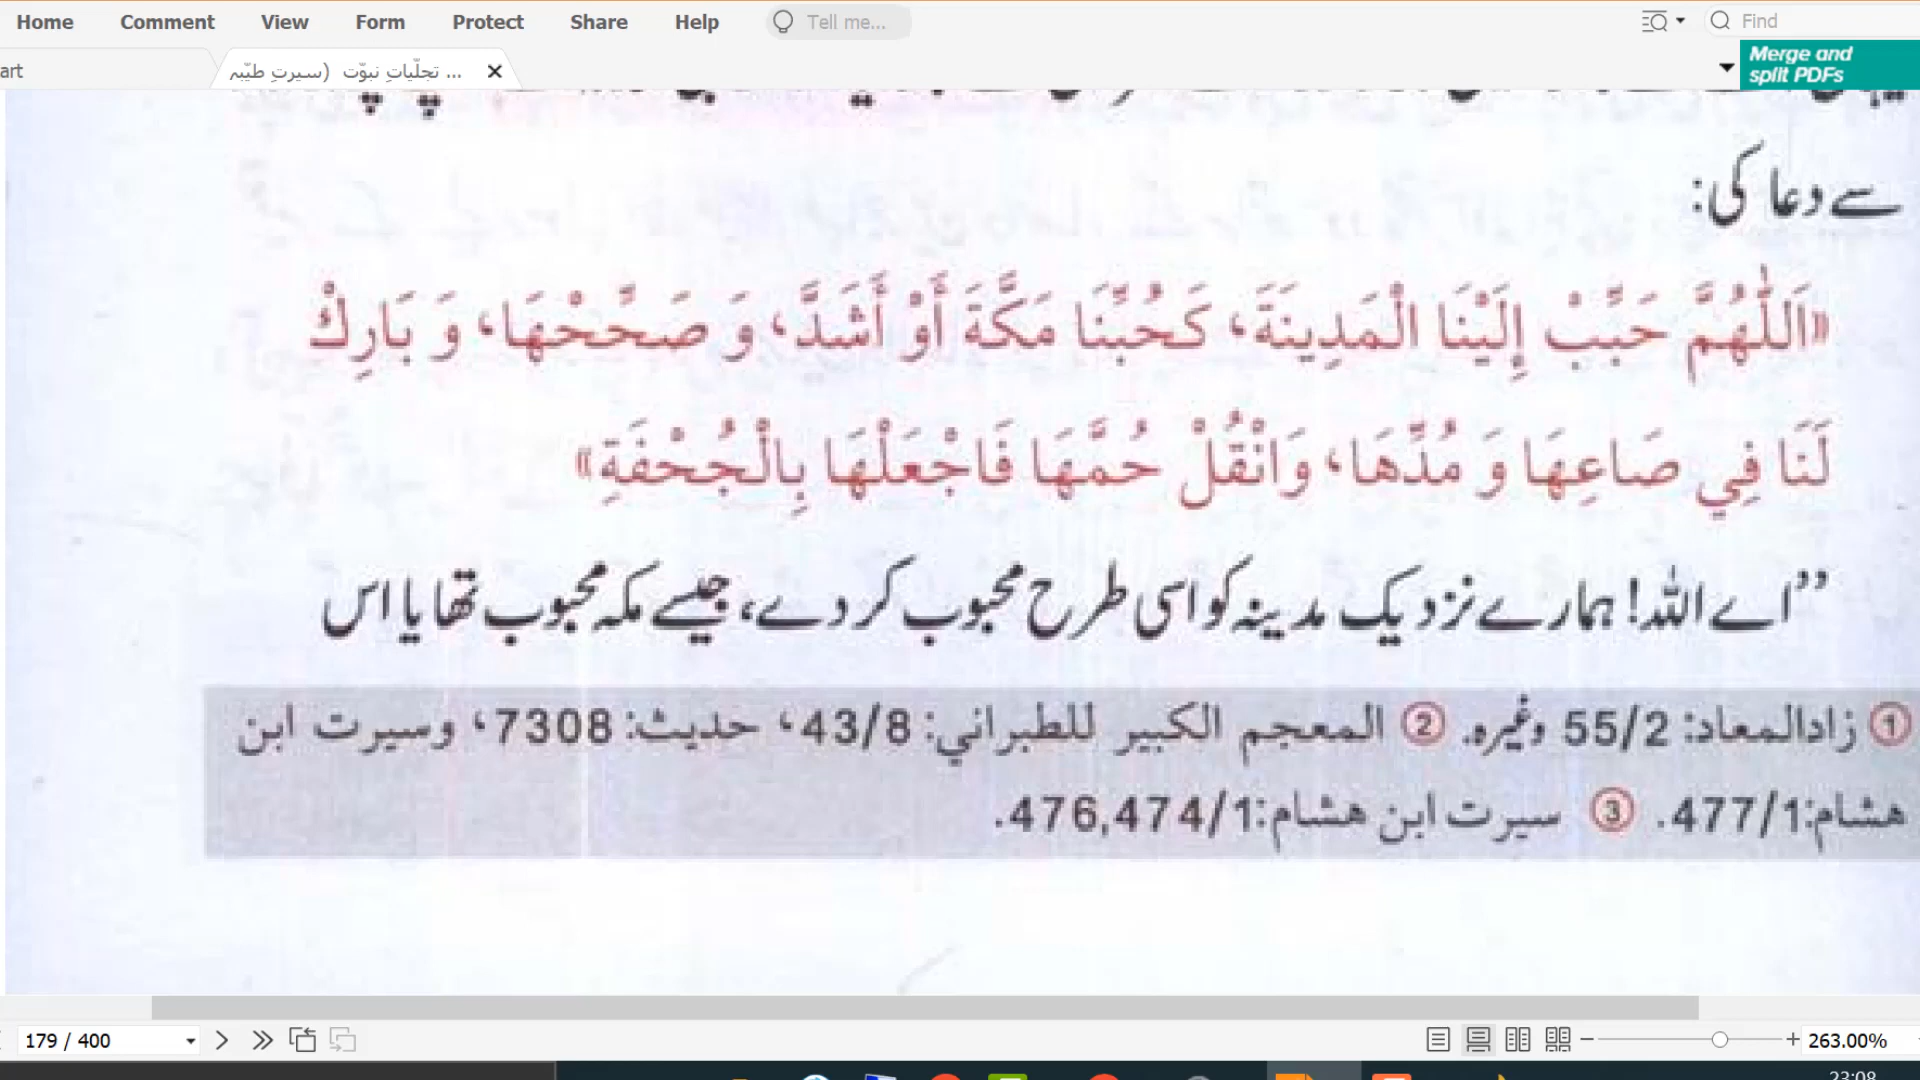 Home Comment View Form Protect Share Help Tell me... Find
art ... تجلّیاتِ نبوّت (سیرتِ طیّبہ Merge and split PDFs
سے دعا کی:
«اَللّٰهُمَّ حَبِّبْ إِلَيْنَا الْمَدِينَةَ، كَحُبِّنَا مَكَّةَ أَوْ أَشَدَّ، وَ صَحِّحْهَا، وَ بَارِكْ
لَنَا فِي صَاعِهَا وَ مُدِّهَا، وَانْقُلْ حُمَّهَا فَاجْعَلْهَا بِالْجُحْفَةِ»
”اے اللہ! ہمارے نزدیک مدینہ کو اسی طرح محبوب کر دے، جیسے مکہ محبوب تھا یا اس
① زادالمعاد: 55/2 وغیرہ. ② المعجم الكبير للطبراني: 43/8، حديث: 7308، وسيرت ابن
هشام:477/1. ③ سيرت ابن هشام:476,474/1.
179 / 400 263.00%
23:08